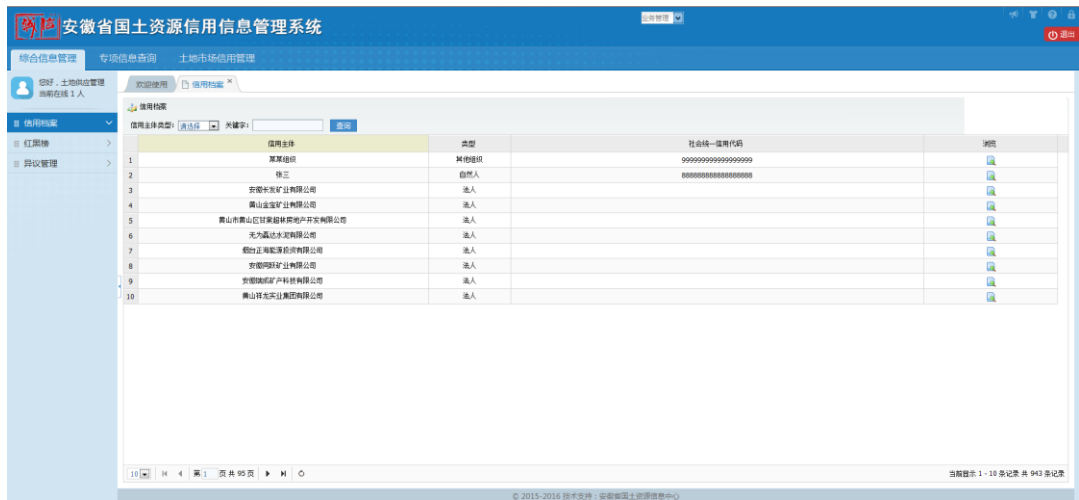 诚信 安徽省国土资源信用信息管理系统
业务管理
退出
综合信息管理 专项信息查询 土地市场信用管理
您好，土地供应管理
当前在线 1 人
欢迎使用 信用档案 ×
信用档案
红黑榜
异议管理
信用档案
信用主体类型: 请选择 关键字: 查询
信用主体 类型 社会统一信用代码 浏览
1 某某组织 其他组织 999999999999999999
2 张三 自然人 888888888888888888
3 安徽长发矿业有限公司 法人
4 黄山金宝矿业有限公司 法人
5 黄山市黄山区甘棠超林房地产开发有限公司 法人
6 无为磊达水泥有限公司 法人
7 烟台正海能源投资有限公司 法人
8 安徽同跃矿业有限公司 法人
9 安徽瑞成矿产科技有限公司 法人
10 黄山祥龙实业集团有限公司 法人
10 第 1 页 共 95 页 当前显示 1 - 10 条记录 共 943 条记录
© 2015-2016 技术支持：安徽省国土资源信息中心